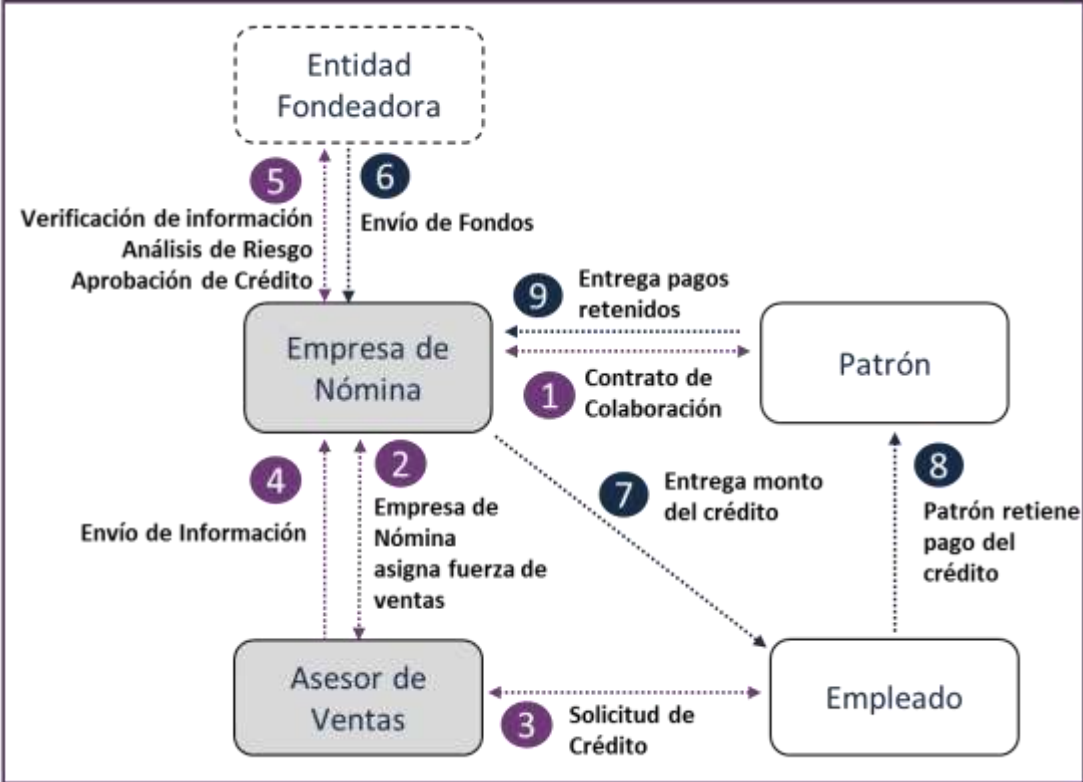 Entidad
Fondeadora
5
6
Verificación de información
Análisis de Riesgo
Aprobación de Crédito
Envío de Fondos
9
Entrega pagos
retenidos
Empresa de
Nómina
Patrón
1
Contrato de
Colaboración
4
Envío de Información
2
Empresa de
Nómina
asigna fuerza de
ventas
7
Entrega monto
del crédito
8
Patrón retiene
pago del
crédito
Asesor de
Ventas
3
Solicitud de
Crédito
Empleado